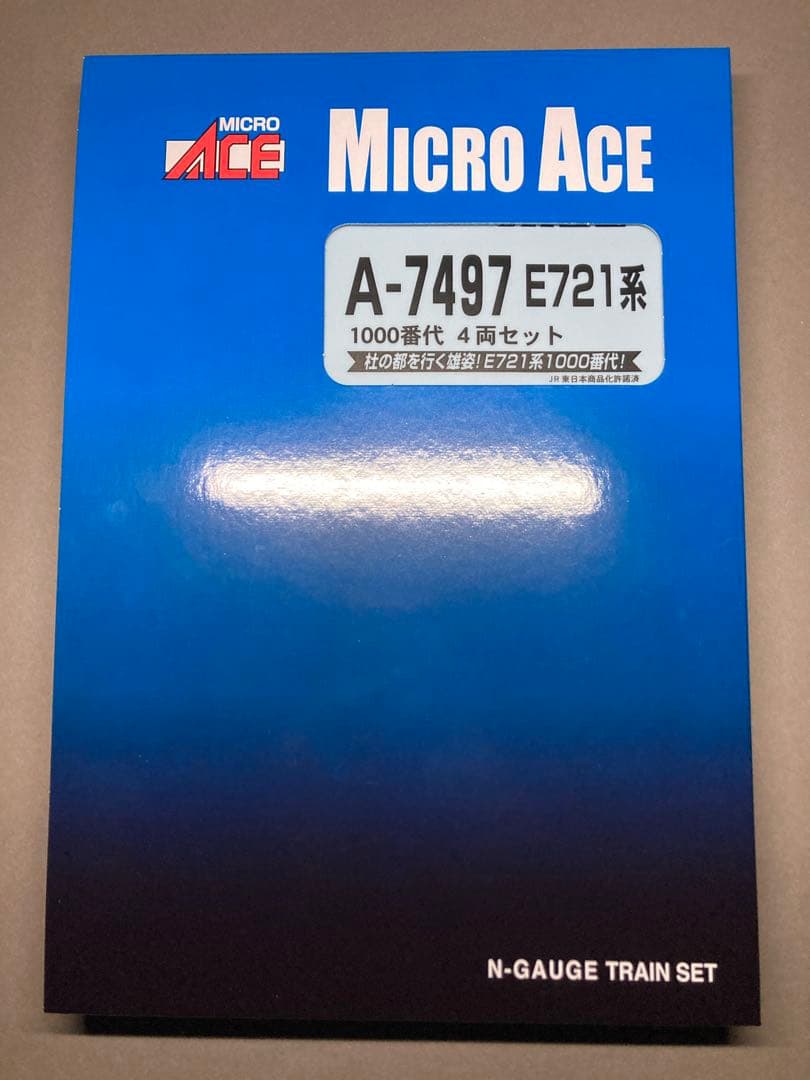 MICRO
ACE
MICRO ACE
A-7497 E721系
1000番代 4両セット
杜の都を行く雄姿!E721系1000番代!
JR東日本商品化許諾済
N-GAUGE TRAIN SET